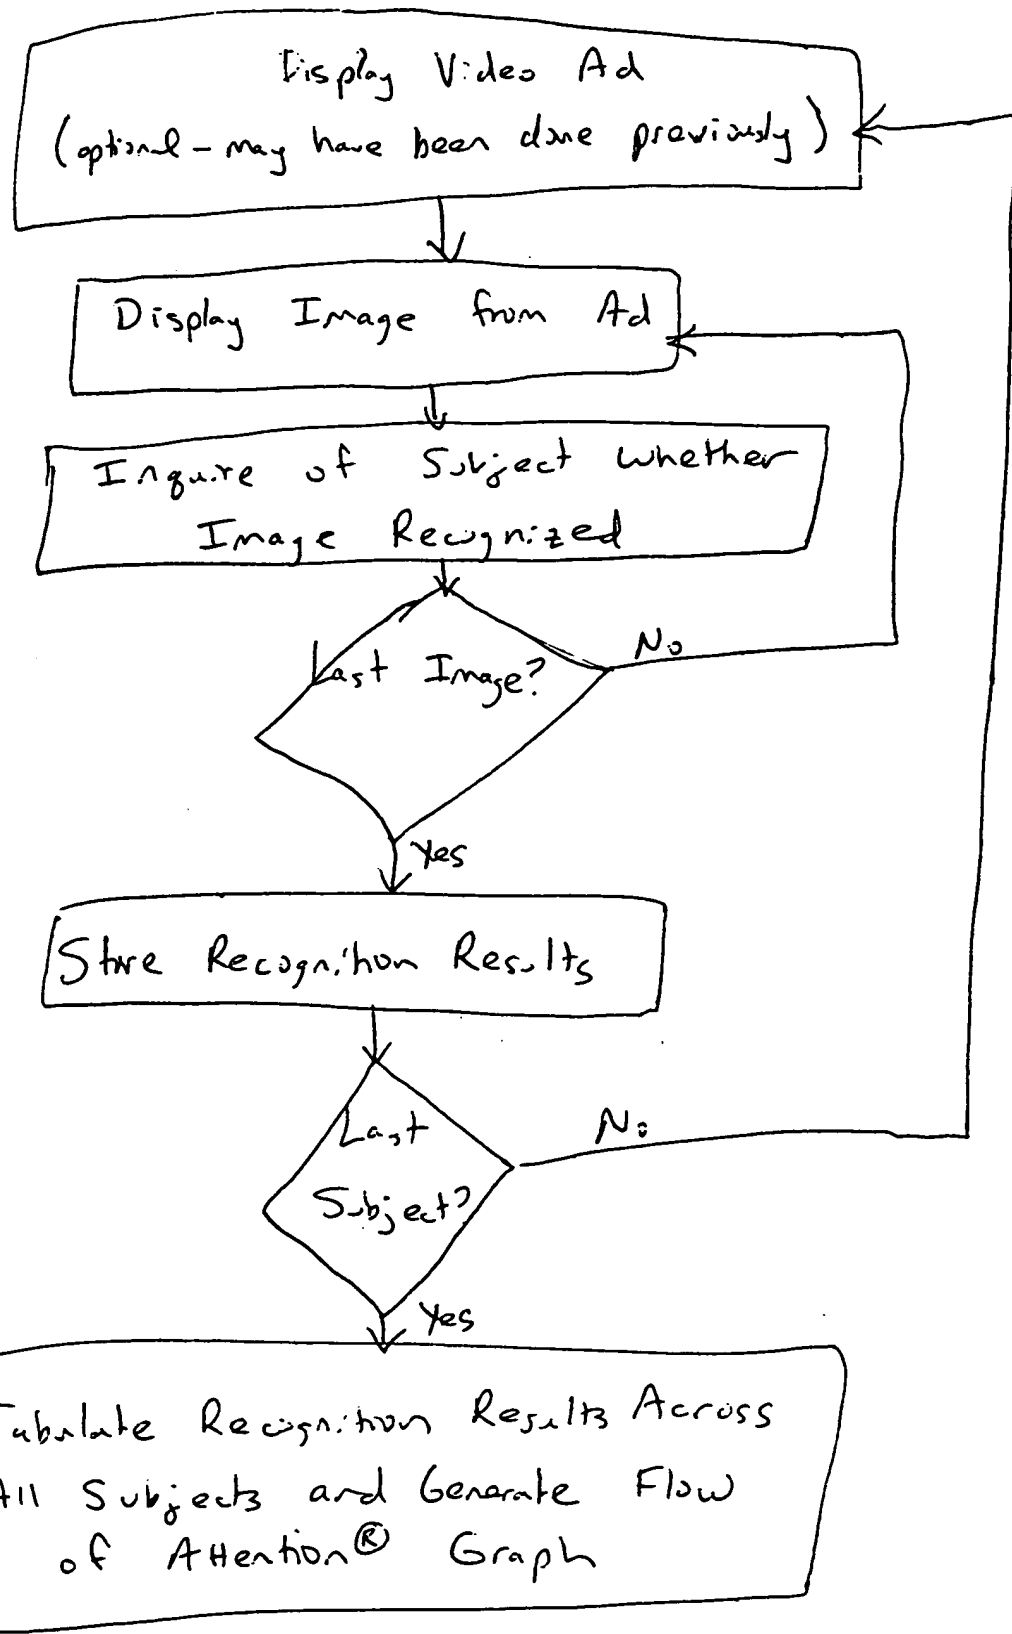 Display Video Ad
(optional - may have been done previously)
Display Image from Ad
Inquire of Subject whether
Image Recognized
Last Image?
No
Yes
Store Recognition Results
Last
Subject?
No
Yes
Tabulate Recognition Results Across
All Subjects and Generate Flow
of Attention® Graph